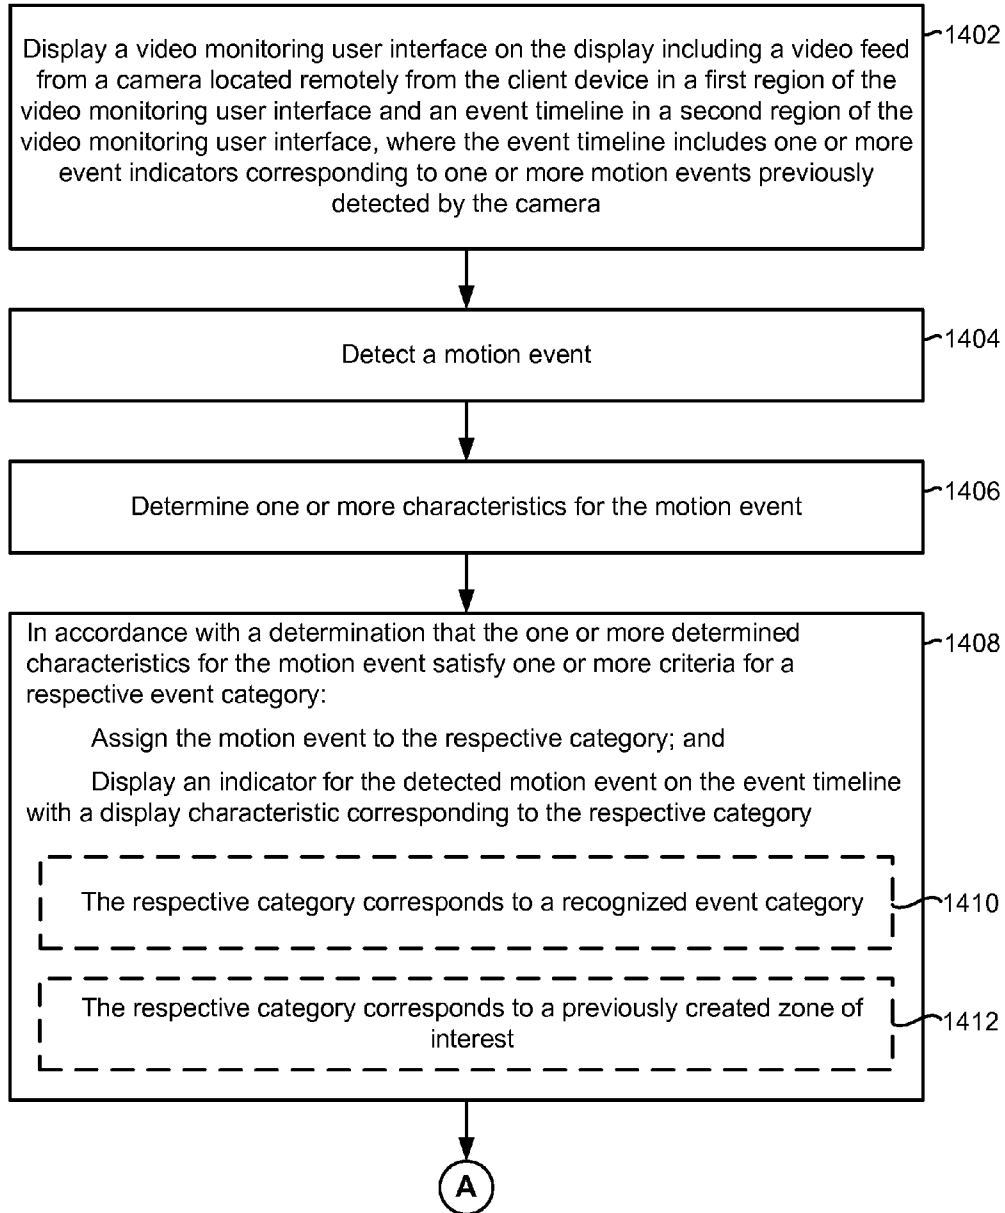 Display a video monitoring user interface on the display including a video feed
from a camera located remotely from the client device in a first region of the
video monitoring user interface and an event timeline in a second region of the
video monitoring user interface, where the event timeline includes one or more
event indicators corresponding to one or more motion events previously
detected by the camera
1402
Detect a motion event
1404
Determine one or more characteristics for the motion event
1406
In accordance with a determination that the one or more determined
characteristics for the motion event satisfy one or more criteria for a
respective event category:
Assign the motion event to the respective category; and
Display an indicator for the detected motion event on the event timeline
with a display characteristic corresponding to the respective category
1408
The respective category corresponds to a recognized event category
1410
The respective category corresponds to a previously created zone of
interest
1412
A